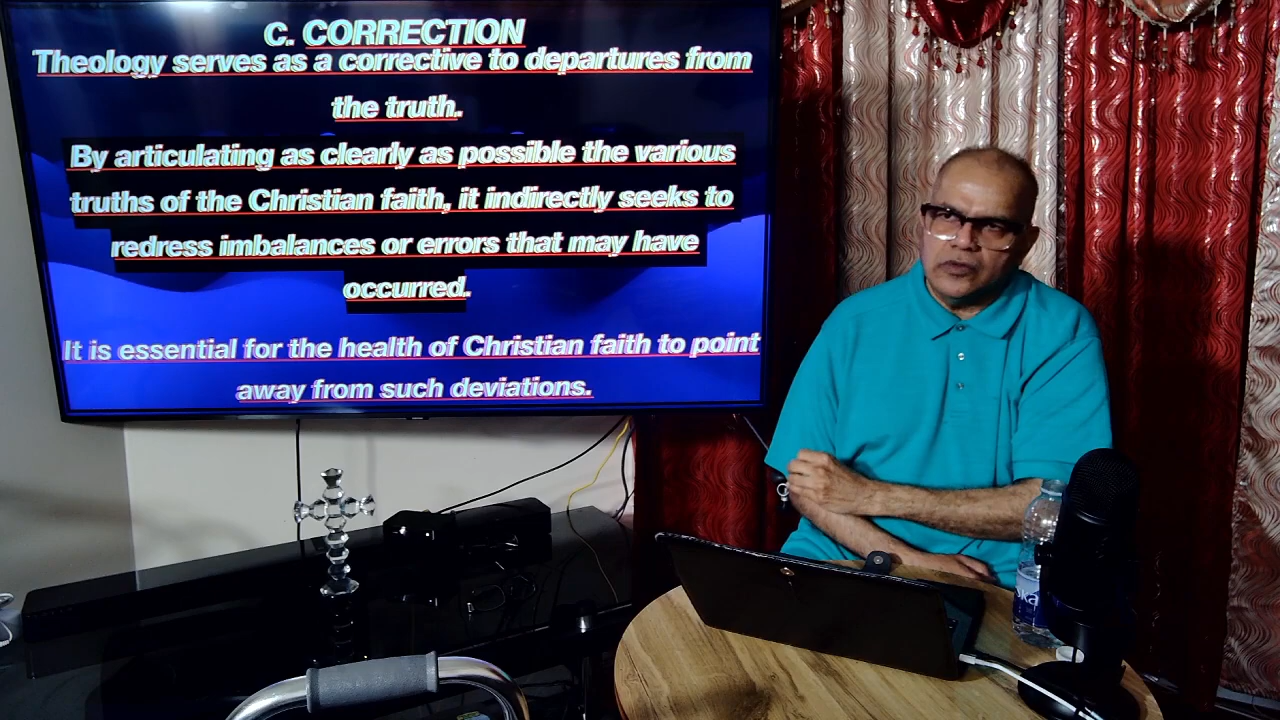 C. CORRECTION
Theology serves as a corrective to departures from
the truth.
By articulating as clearly as possible the various
truths of the Christian faith, it indirectly seeks to
redress imbalances or errors that may have
occurred.
It is essential for the health of Christian faith to point
away from such deviations.